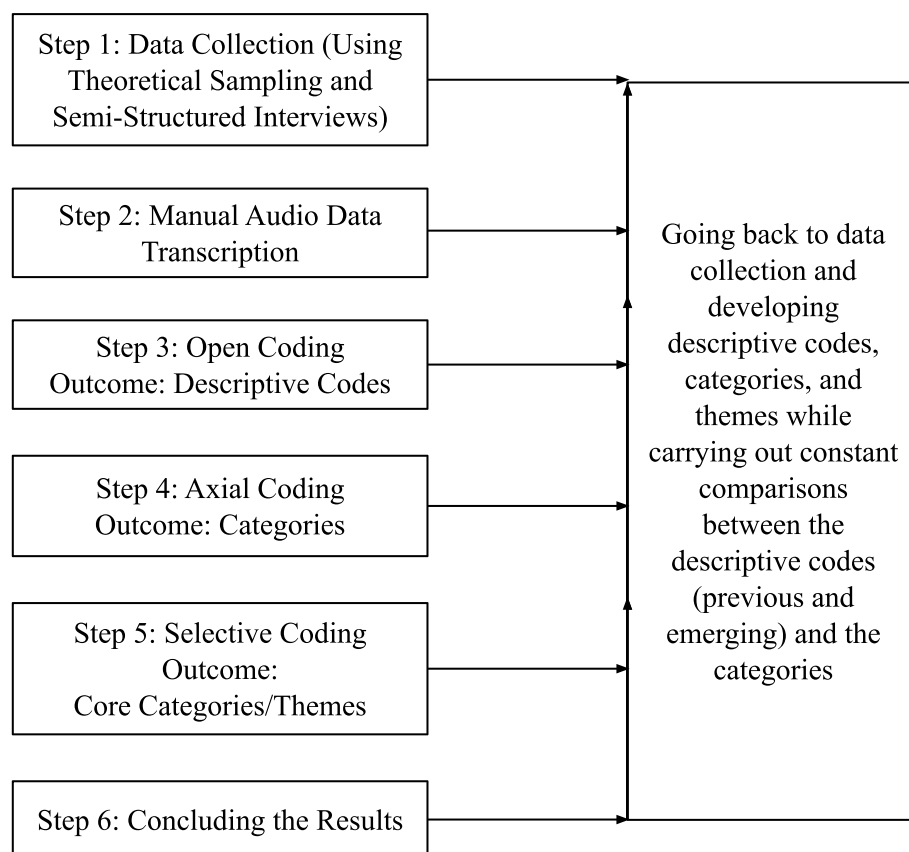 Step 1: Data Collection (Using
Theoretical Sampling and
Semi-Structured Interviews)
Step 2: Manual Audio Data
Transcription
Step 3: Open Coding
Outcome: Descriptive Codes
Step 4: Axial Coding
Outcome: Categories
Step 5: Selective Coding
Outcome:
Core Categories/Themes
Step 6: Concluding the Results
Going back to data
collection and
developing
descriptive codes,
categories, and
themes while
carrying out constant
comparisons
between the
descriptive codes
(previous and
emerging) and the
categories